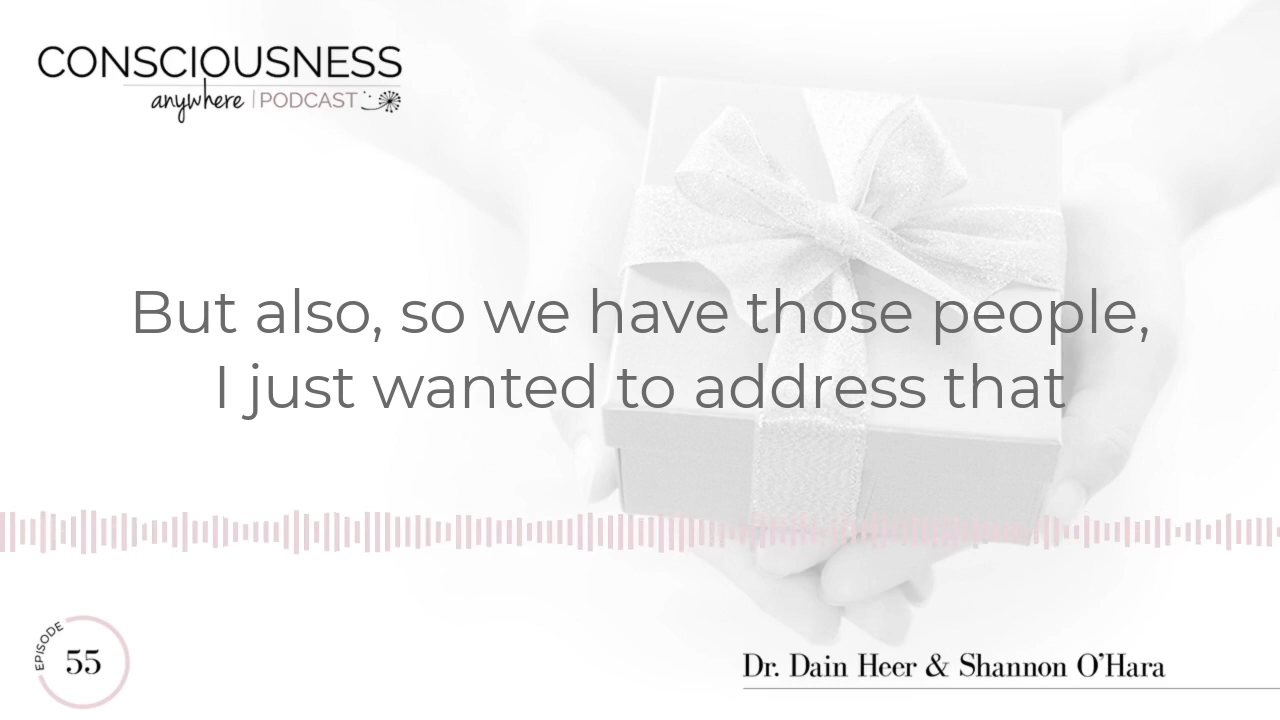 CONSCIOUSNESS
anywhere | PODCAST
But also, so we have those people,
I just wanted to address that
EPISODE
55
Dr. Dain Heer & Shannon O'Hara